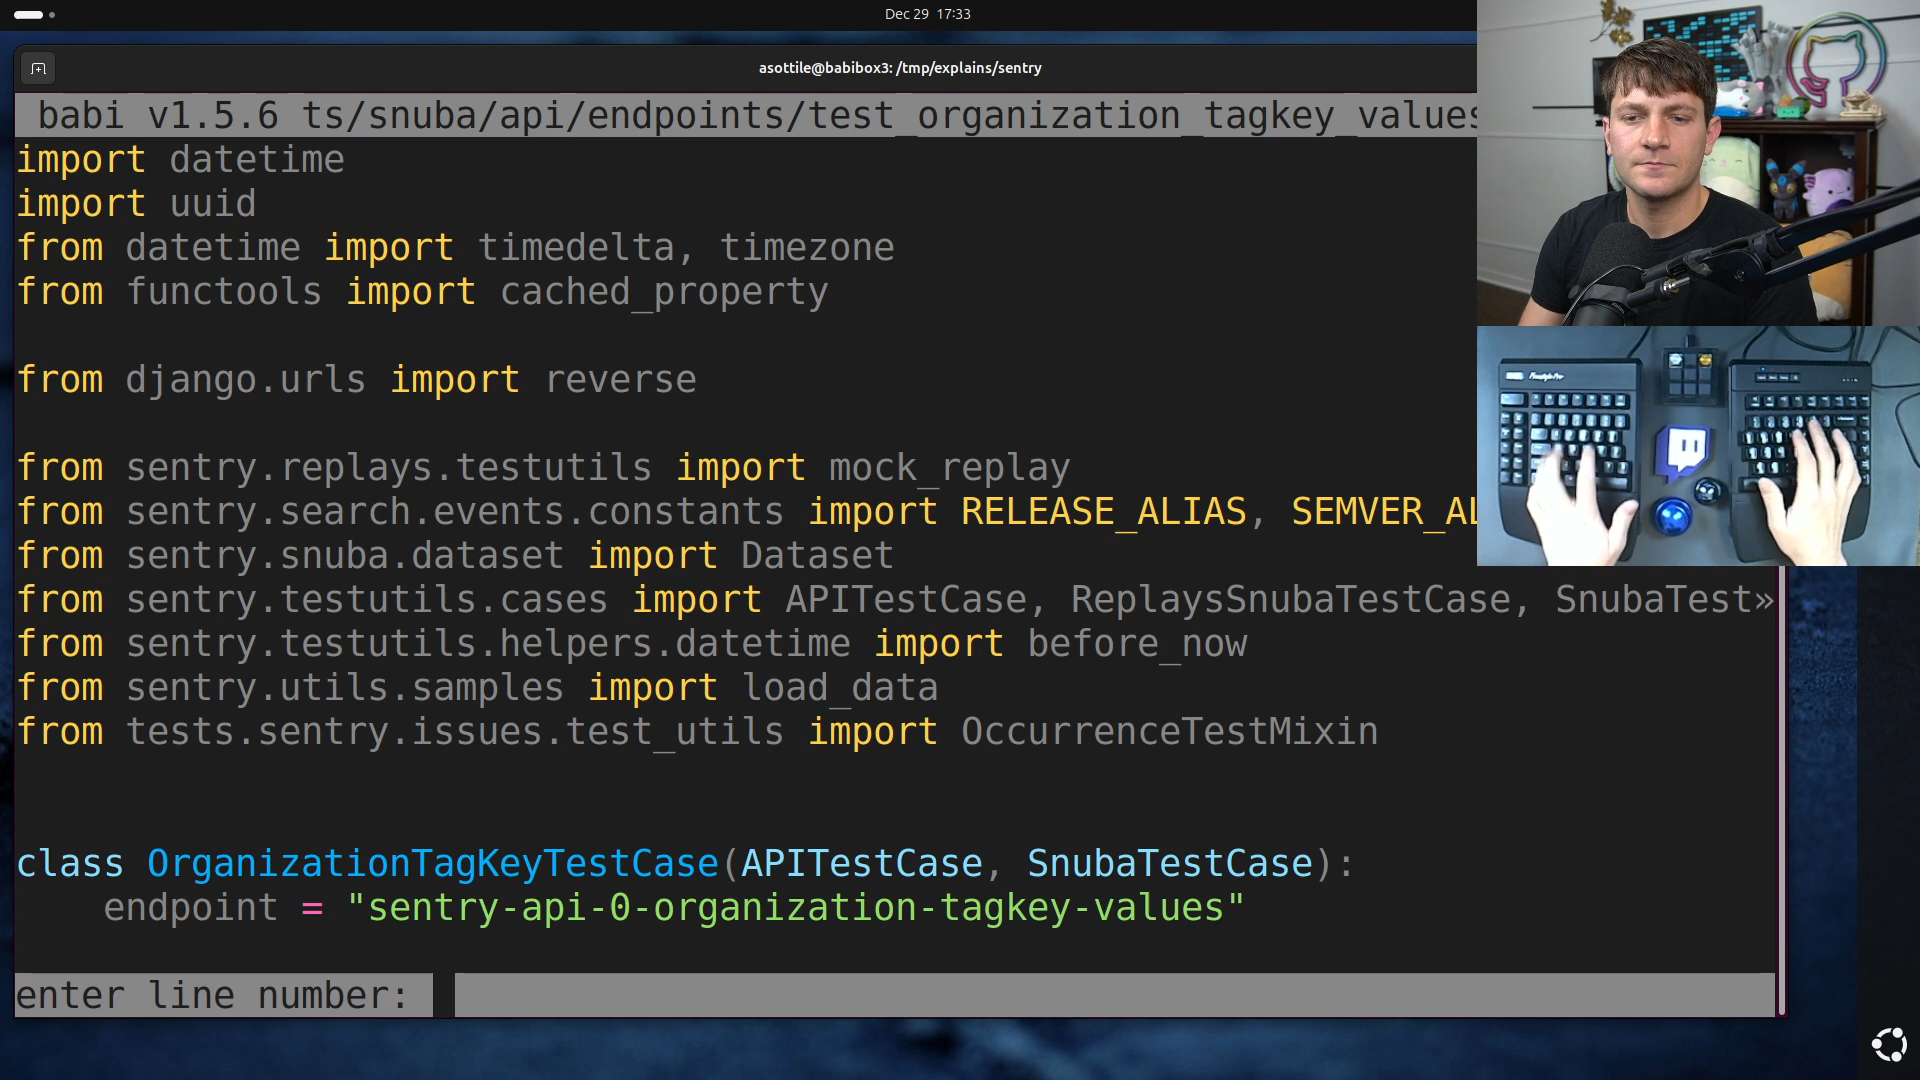 Dec 29 17:33
asottile@babibox3: /tmp/explains/sentry
babi v1.5.6 ts/snuba/api/endpoints/test_organization_tagkey_values
import datetime
import uuid
from datetime import timedelta, timezone
from functools import cached_property
from django.urls import reverse
from sentry.replays.testutils import mock_replay
from sentry.search.events.constants import RELEASE_ALIAS, SEMVER_AL
from sentry.snuba.dataset import Dataset
from sentry.testutils.cases import APITestCase, ReplaysSnubaTestCase, SnubaTest»
from sentry.testutils.helpers.datetime import before_now
from sentry.utils.samples import load_data
from tests.sentry.issues.test_utils import OccurrenceTestMixin
class OrganizationTagKeyTestCase(APITestCase, SnubaTestCase):
endpoint = "sentry-api-0-organization-tagkey-values"
enter line number: